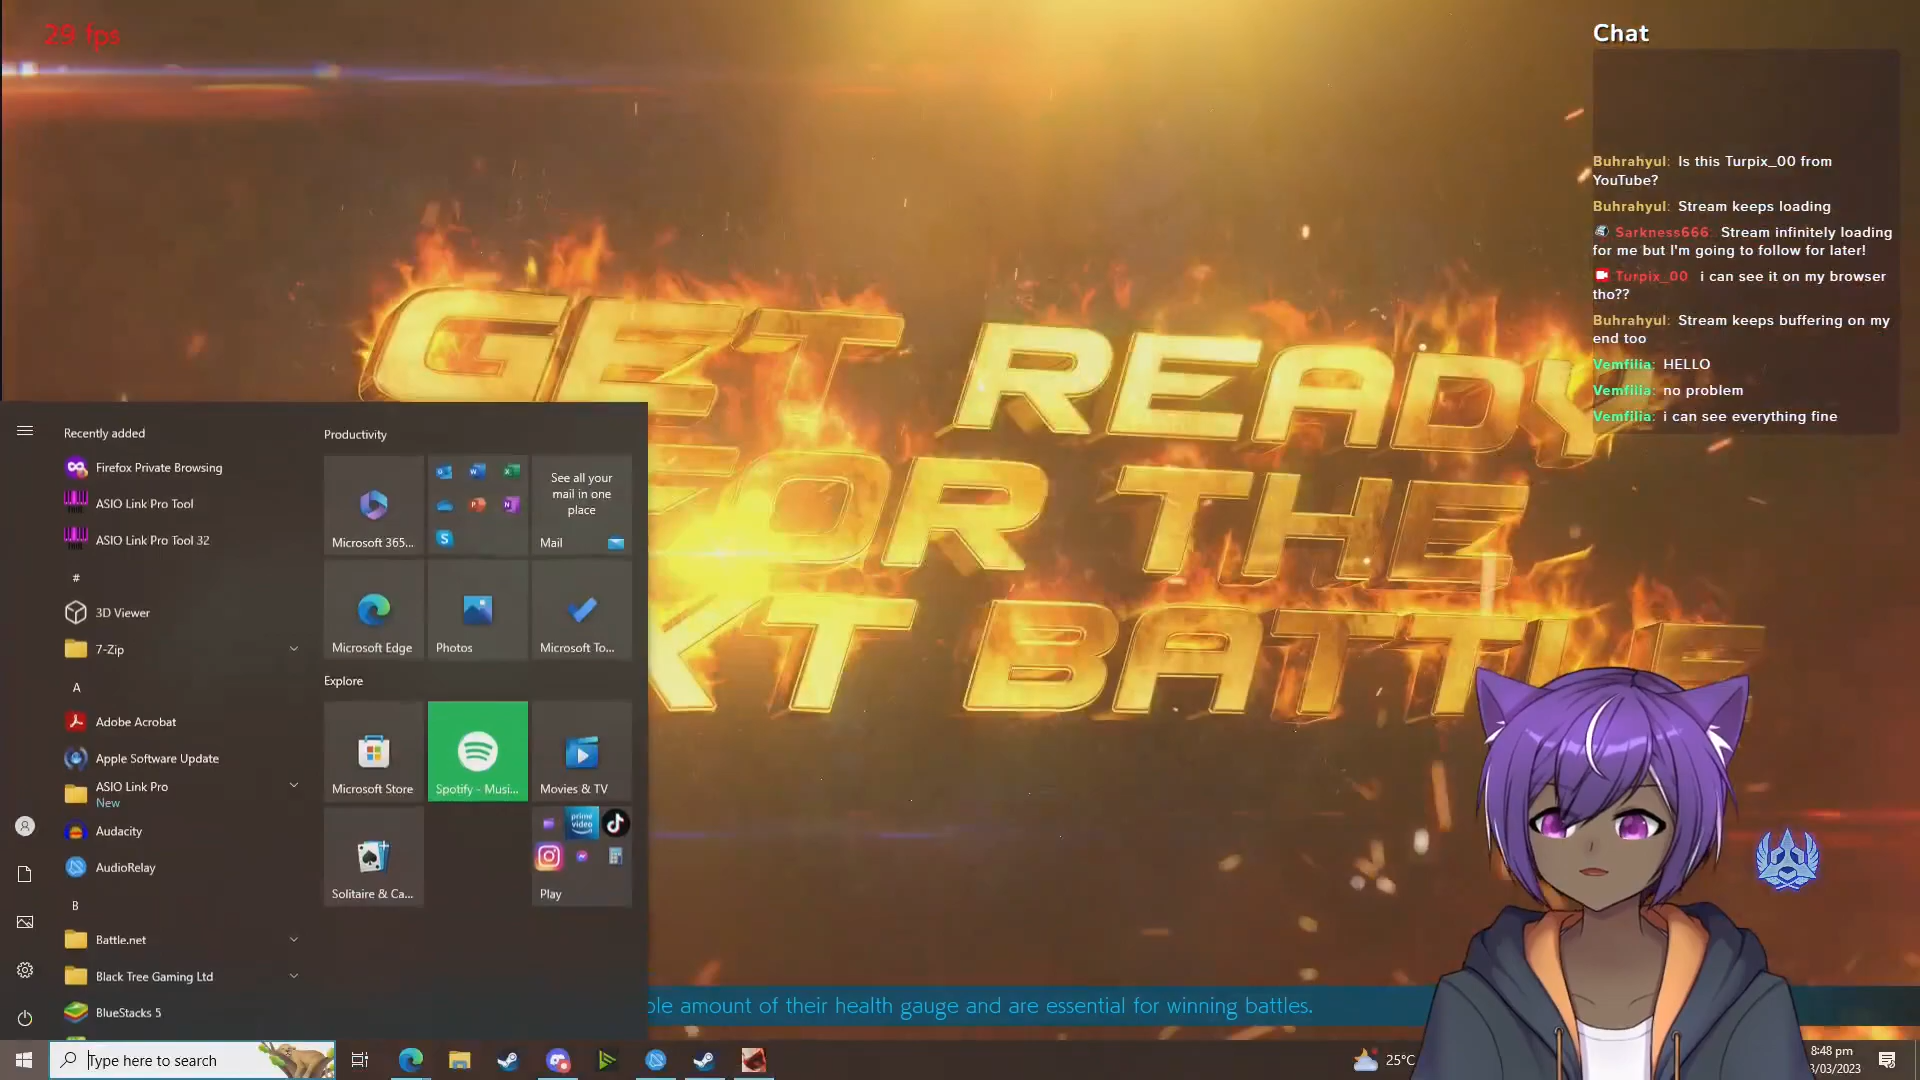 29 fps
Chat
Buhrahyul: Is this Turpix_00 from
YouTube?
Buhrahyul: Stream keeps loading
Sarkness666: Stream infinitely loading
for me but I'm going to follow for later!
Turpix_00 i can see it on my browser
tho??
Buhrahyul: Stream keeps buffering on my
end too
Vemfilia: HELLO
Vemfilia: no problem
Vemfilia: i can see everything fine
GET READY
FOR THE
XT BATTLE
Recently added
Firefox Private Browsing
ASIO Link Pro Tool
ASIO Link Pro Tool 32
#
3D Viewer
7-Zip
A
Adobe Acrobat
Apple Software Update
ASIO Link Pro
New
Audacity
AudioRelay
B
Battle.net
Black Tree Gaming Ltd
BlueStacks 5
Productivity
Microsoft 365...
See all your
mail in one
place
Mail
Microsoft Edge
Photos
Microsoft To...
Explore
Microsoft Store
Spotify - Musi...
Movies & TV
Solitaire & Ca...
prime
video
Play
ble amount of their health gauge and are essential for winning battles.
Type here to search
25°C
8:48 pm
3/03/2023